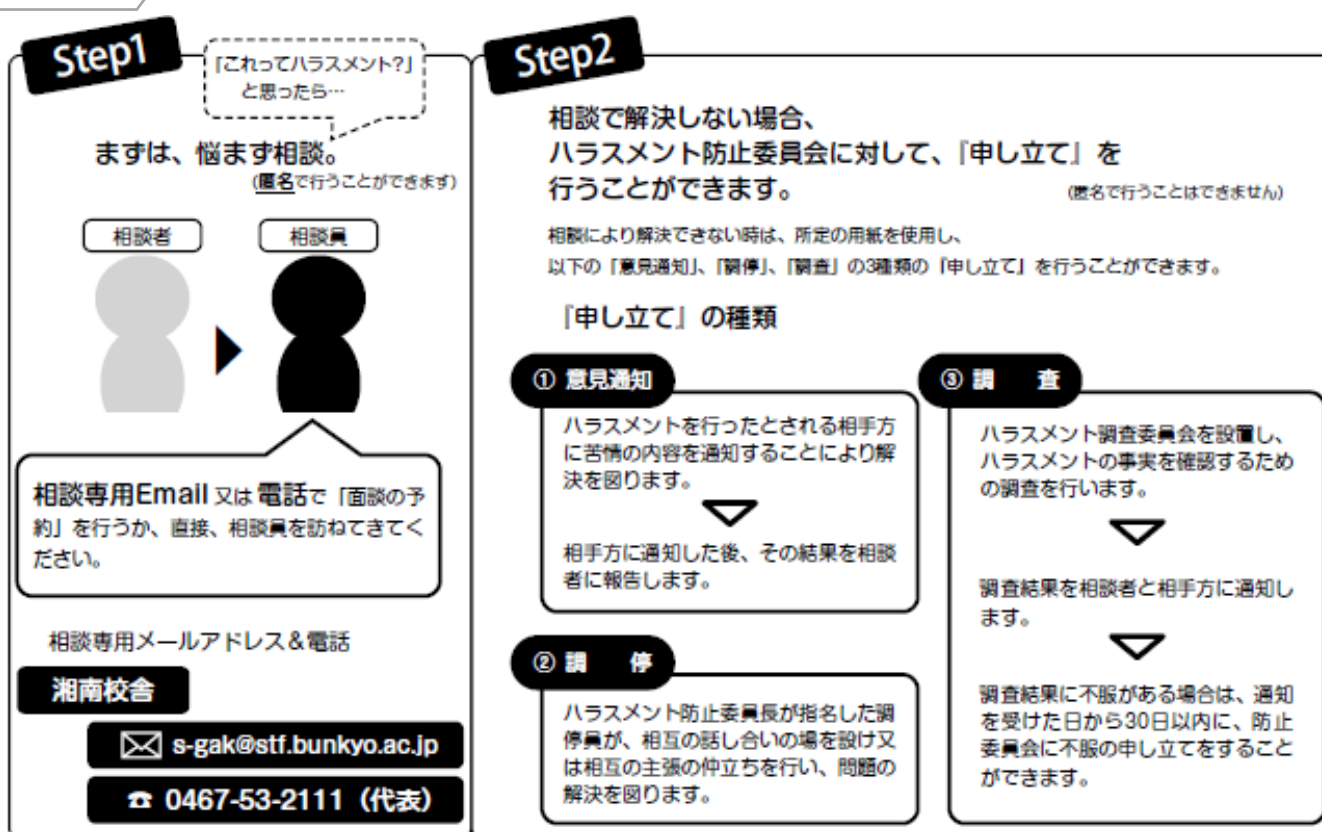 Step1
「これってハラスメント?」
と思ったら…
まずは、悩まず相談。
(匿名で行うことができます)
相談者
相談員
相談専用Email 又は 電話で「面談の予
約」を行うか、直接、相談員を訪ねてきてく
ださい。
相談専用メールアドレス&電話
湘南校舎
s-gak@stf.bunkyo.ac.jp
☎ 0467-53-2111（代表）
Step2
相談で解決しない場合、
ハラスメント防止委員会に対して、『申し立て』を
行うことができます。
(匿名で行うことはできません)
相談により解決できない時は、所定の用紙を使用し、
以下の「意見通知」、「調停」、「調査」の3種類の『申し立て』を行うことができます。
『申し立て』の種類
① 意見通知
ハラスメントを行ったとされる相手方
に苦情の内容を通知することにより解
決を図ります。
相手方に通知した後、その結果を相談
者に報告します。
② 調　停
ハラスメント防止委員長が指名した調
停員が、相互の話し合いの場を設け又
は相互の主張の仲立ちを行い、問題の
解決を図ります。
③ 調　査
ハラスメント調査委員会を設置し、
ハラスメントの事実を確認するため
の調査を行います。
調査結果を相談者と相手方に通知し
ます。
調査結果に不服がある場合は、通知
を受けた日から30日以内に、防止
委員会に不服の申し立てをすること
ができます。